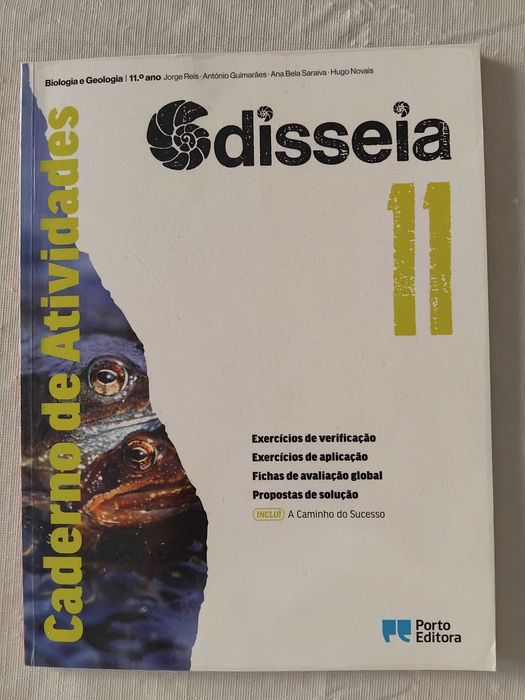 Biologia e Geologia | 11.º ano Jorge Reis · António Guimarães · Ana Bela Saraiva · Hugo Novais
Odisseia
11
Caderno de Atividades
Exercícios de verificação
Exercícios de aplicação
Fichas de avaliação global
Propostas de solução
INCLUI A Caminho do Sucesso
Porto
Editora